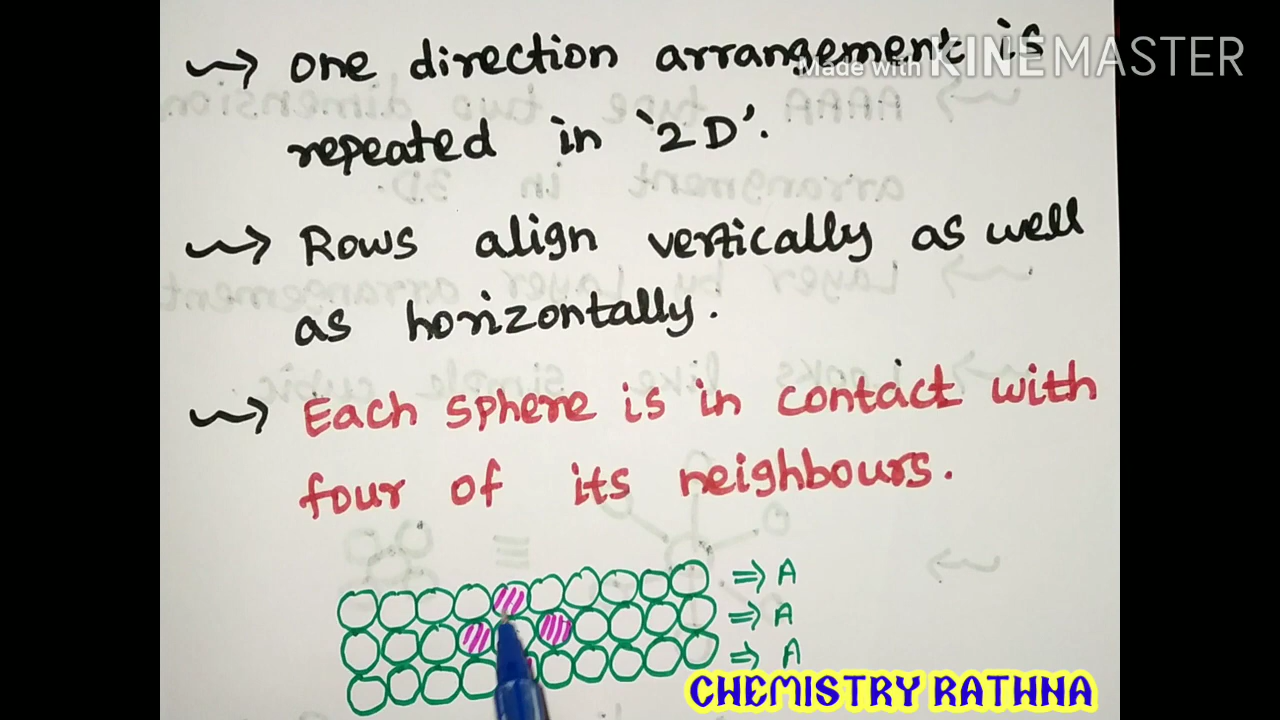 Made with KINEMASTER
one direction arrangement is
repeated in '2D'.
Rows align vertically as well
as horizontally.
Each sphere is in contact with
four of its neighbours.
⇒ A
⇒ A
⇒ A
CHEMISTRY RATHNA